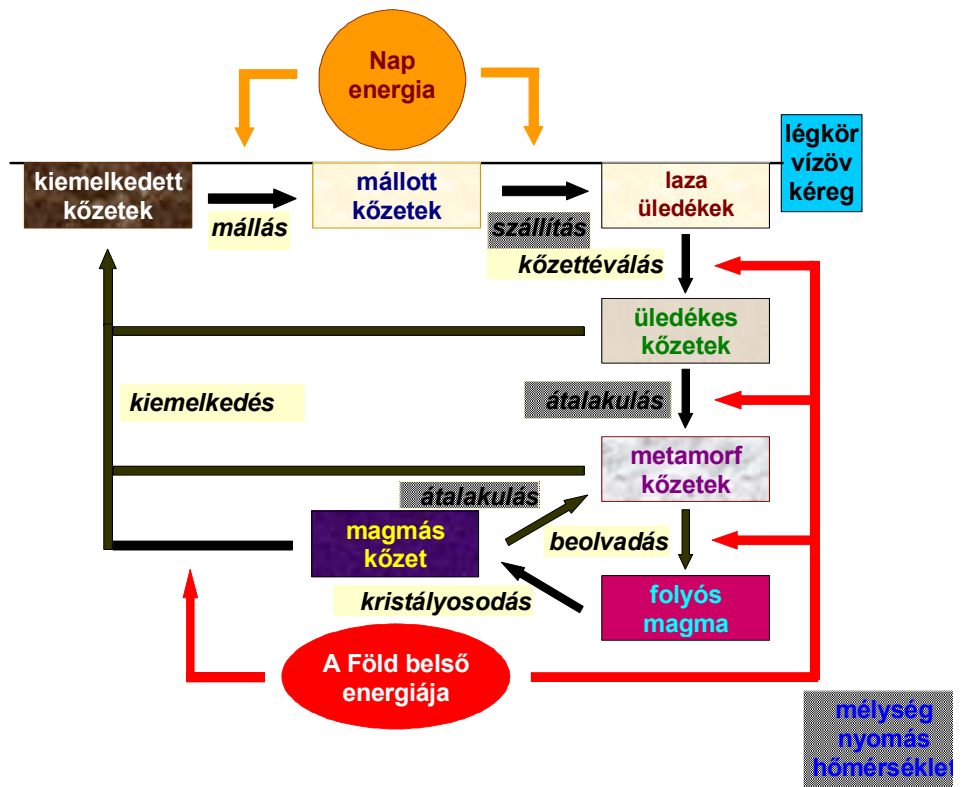 Nap
energia
légkör
vízöv
kéreg
kiemelkedett
kőzetek
mállott
kőzetek
laza
üledékek
mállás
szállítás
kőzettéválás
üledékes
kőzetek
kiemelkedés
átalakulás
metamorf
kőzetek
átalakulás
magmás
kőzet
beolvadás
kristályosodás
folyós
magma
A Föld belső
energiája
mélység
nyomás
hőmérséklet